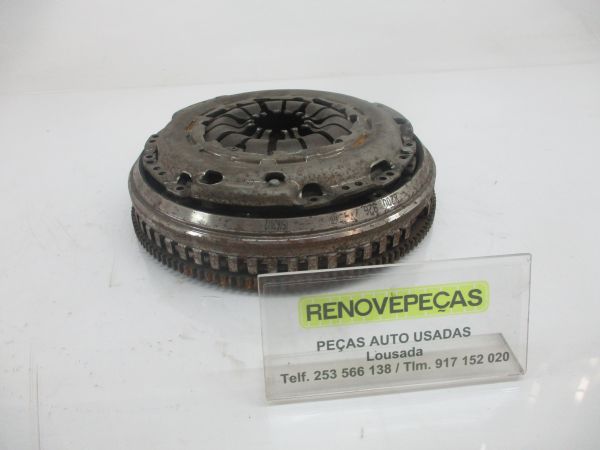 RENOVEPEÇAS
PEÇAS AUTO USADAS
Lousada
Telf. 253 566 138 / Tlm. 917 152 020